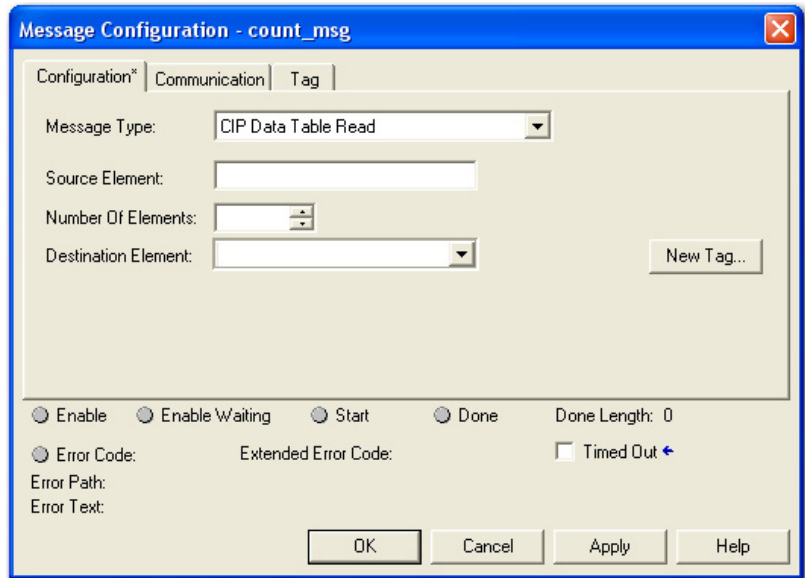 Message Configuration - count_msg
Configuration* Communication Tag
Message Type: CIP Data Table Read
Source Element:
Number Of Elements:
Destination Element: New Tag...
Enable Enable Waiting Start Done Done Length: 0
Error Code: Extended Error Code: Timed Out
Error Path:
Error Text:
OK Cancel Apply Help